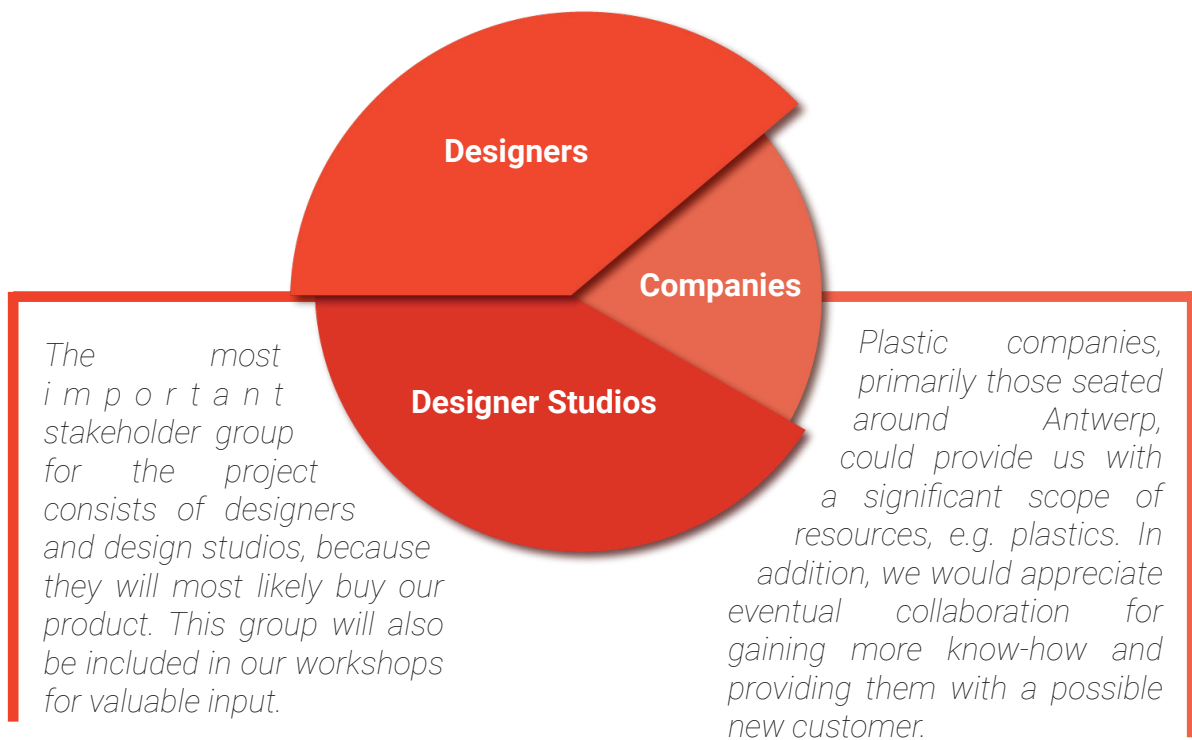 Designers
Companies
Designer Studios
The most
important
stakeholder group
for the project
consists of designers
and design studios, because
they will most likely buy our
product. This group will also
be included in our workshops
for valuable input.
Plastic companies,
primarily those seated
around Antwerp,
could provide us with
a significant scope of
resources, e.g. plastics. In
addition, we would appreciate
eventual collaboration for
gaining more know-how and
providing them with a possible
new customer.